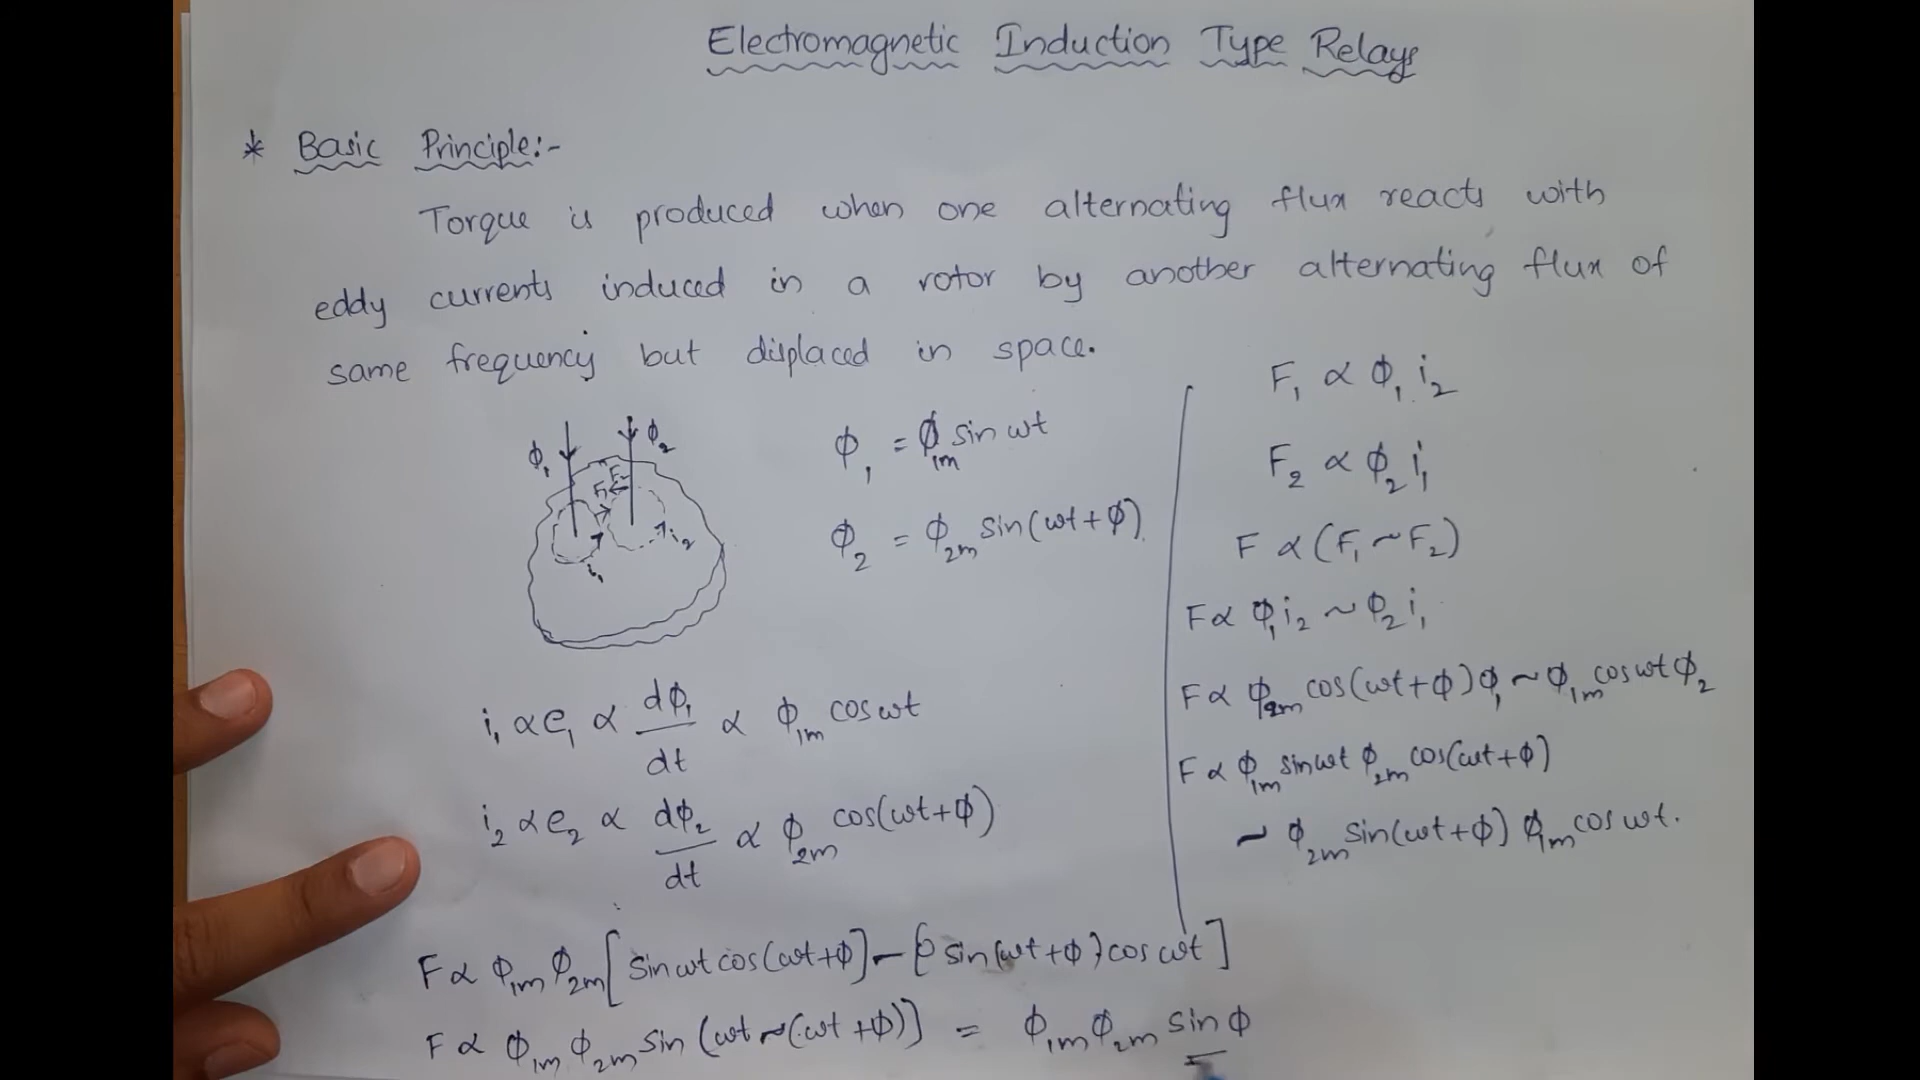 Electromagnetic Induction Type Relays
* Basic Principle:-
Torque is produced when one alternating flux reacts with
eddy currents induced in a rotor by another alternating flux of
same frequency but displaced in space.
ϕ₁ ϕ₂
F₁ F₂
i₁ i₂
ϕ₁ = ϕ₁ₘ sin ωt
ϕ₂ = ϕ₂ₘ sin(ωt+ϕ)
i₁ ∝ e₁ ∝ dϕ₁/dt ∝ ϕ₁ₘ cos ωt
i₂ ∝ e₂ ∝ dϕ₂/dt ∝ ϕ₂ₘ cos(ωt+ϕ)
F₁ ∝ ϕ₁ i₂
F₂ ∝ ϕ₂ i₁
F ∝ (F₁ ~ F₂)
F ∝ ϕ₁ i₂ ~ ϕ₂ i₁
F ∝ ϕ₂ₘ cos(ωt+ϕ) ϕ₁ ~ ϕ₁ₘ cos ωt ϕ₂
F ∝ ϕ₁ₘ sin ωt ϕ₂ₘ cos(ωt+ϕ)
~ ϕ₂ₘ sin(ωt+ϕ) ϕ₁ₘ cos ωt.
F ∝ ϕ₁ₘ ϕ₂ₘ [sin ωt cos(ωt+ϕ] - [sin(ωt+ϕ) cos ωt]
F ∝ ϕ₁ₘ ϕ₂ₘ sin (ωt ~ (ωt+ϕ))] = ϕ₁ₘ ϕ₂ₘ sin ϕ